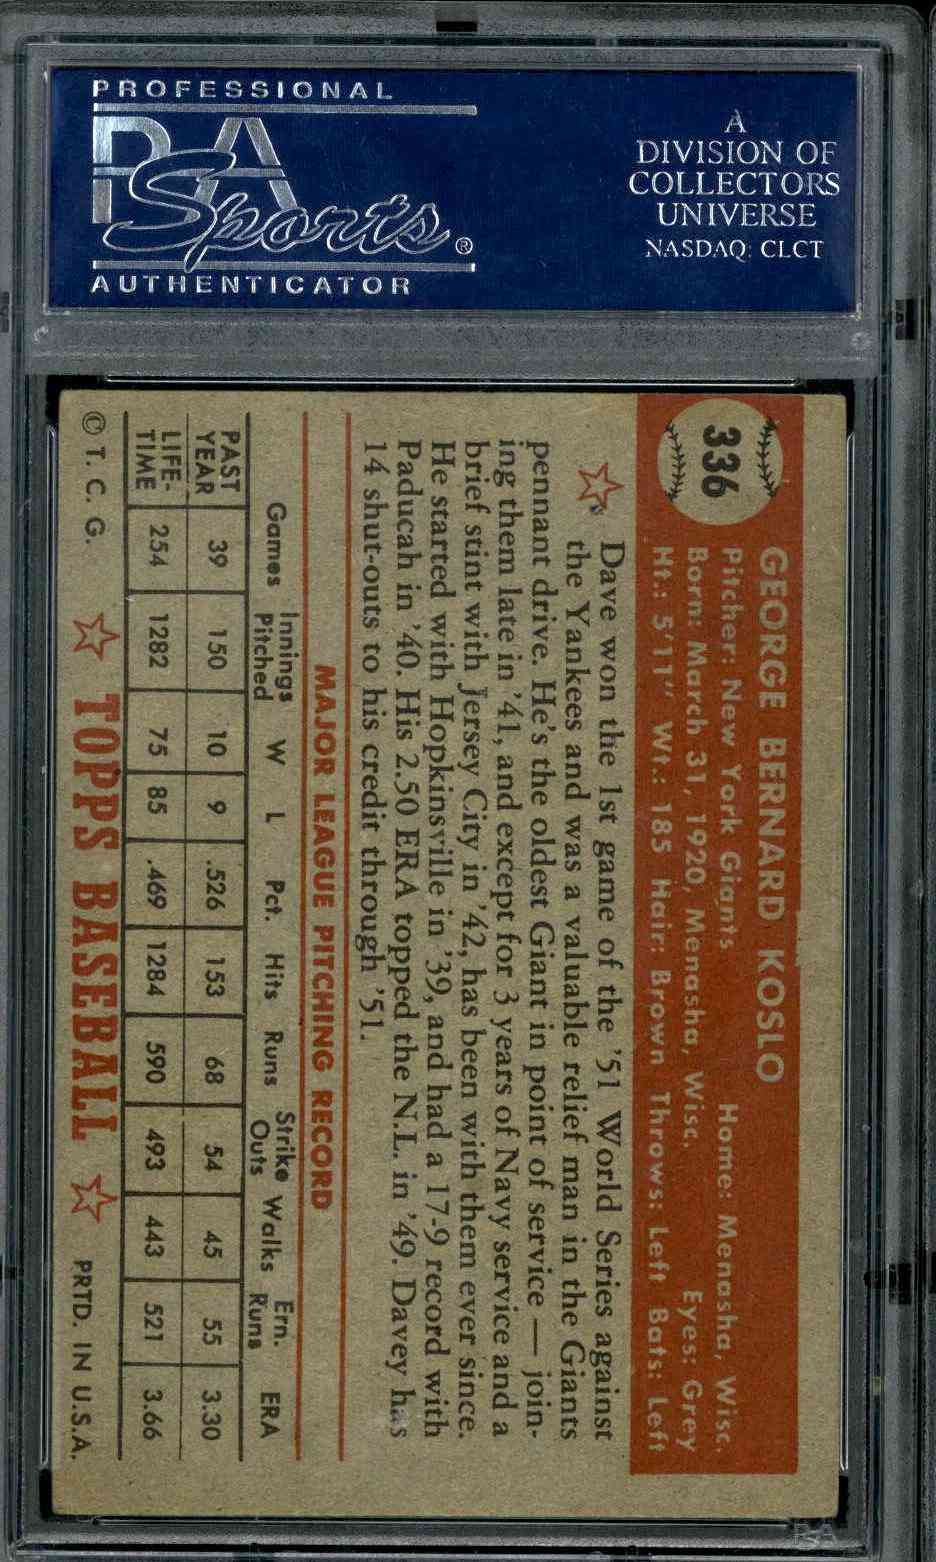 PROFESSIONAL
PSA
Sports®
AUTHENTICATOR
A
DIVISION OF
COLLECTORS
UNIVERSE
NASDAQ: CLCT
336
GEORGE BERNARD KOSLO
Pitcher: New York Giants Home: Menasha, Wisc.
Born: March 31, 1920, Menasha, Wisc. Eyes: Grey
Ht.: 5'11" Wt.: 185 Hair: Brown Throws: Left Bats: Left
Dave won the 1st game of the '51 World Series against
the Yankees and was a valuable relief man in the Giants
pennant drive. He's the oldest Giant in point of service — join-
ing them late in '41, and except for 3 years of Navy service and a
brief stint with Jersey City in '42, has been with them ever since.
He started with Hopkinsville in '39, and had a 17-9 record with
Paducah in '40. His 2.50 ERA topped the N.L. in '49. Davey has
14 shut-outs to his credit through '51.
MAJOR LEAGUE PITCHING RECORD
Games Innings Pitched W L Pct. Hits Runs Strike Outs Walks Ern. Runs ERA
PAST YEAR 39 150 10 9 .526 153 68 54 45 55 3.30
LIFE-TIME 254 1282 75 85 .469 1284 590 493 443 521 3.66
© T. C. G. TOPPS BASEBALL PRTD. IN U.S.A.
PSA